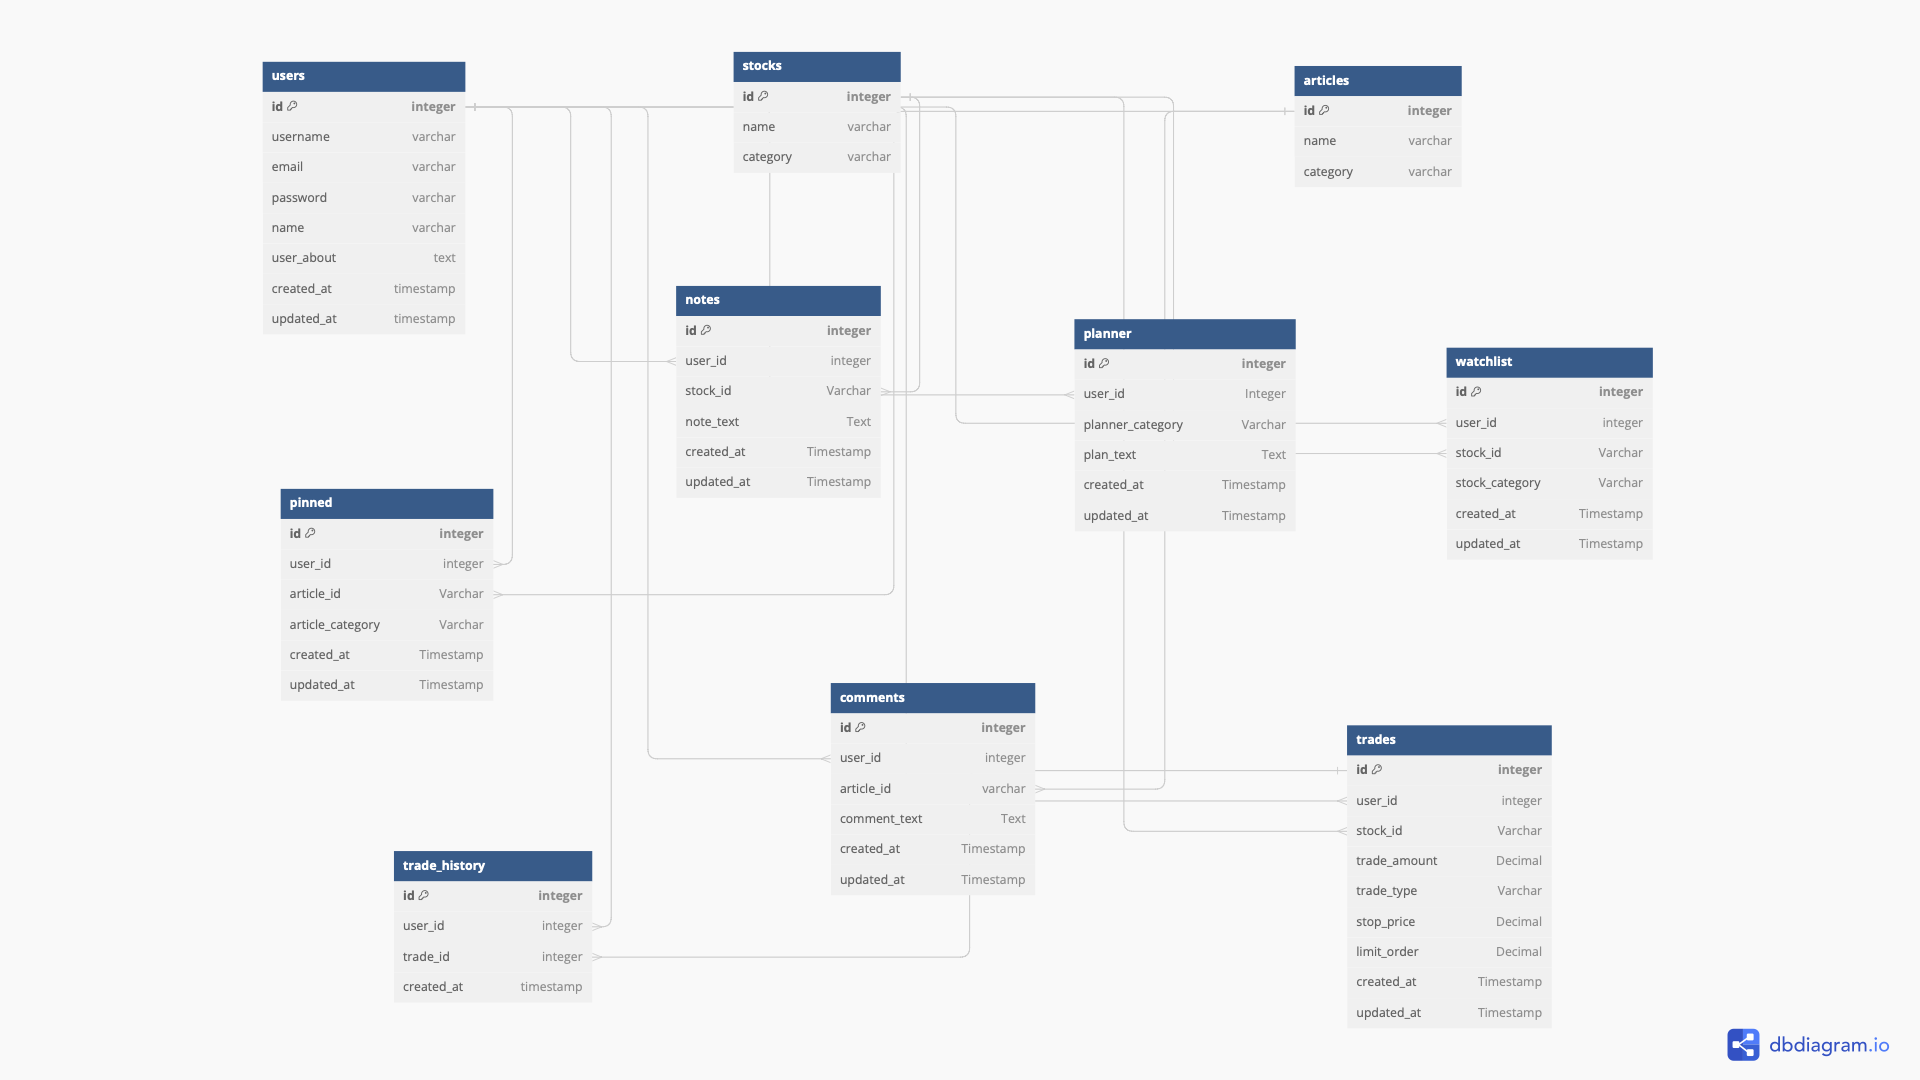 users
id integer
username varchar
email varchar
password varchar
name varchar
user_about text
created_at timestamp
updated_at timestamp
stocks
id integer
name varchar
category varchar
articles
id integer
name varchar
category varchar
notes
id integer
user_id integer
stock_id Varchar
note_text Text
created_at Timestamp
updated_at Timestamp
planner
id integer
user_id Integer
planner_category Varchar
plan_text Text
created_at Timestamp
updated_at Timestamp
watchlist
id integer
user_id integer
stock_id Varchar
stock_category Varchar
created_at Timestamp
updated_at Timestamp
pinned
id integer
user_id integer
article_id Varchar
article_category Varchar
created_at Timestamp
updated_at Timestamp
comments
id integer
user_id integer
article_id varchar
comment_text Text
created_at Timestamp
updated_at Timestamp
trades
id integer
user_id integer
stock_id Varchar
trade_amount Decimal
trade_type Varchar
stop_price Decimal
limit_order Decimal
created_at Timestamp
updated_at Timestamp
trade_history
id integer
user_id integer
trade_id integer
created_at timestamp
dbdiagram.io